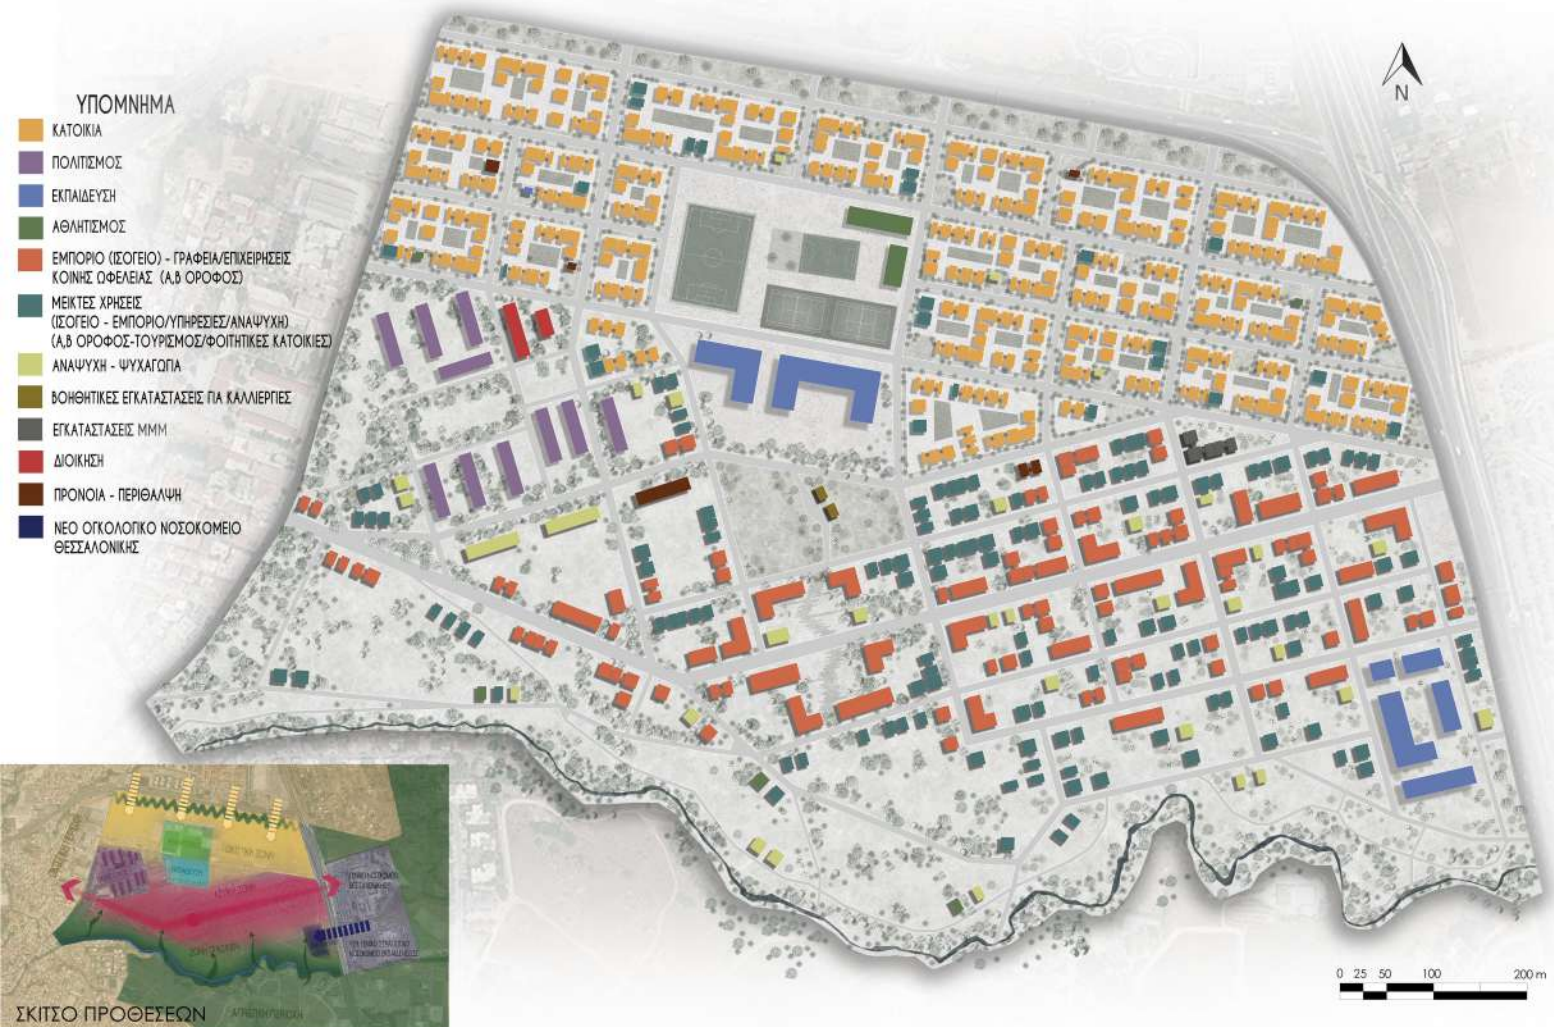 ΥΠΟΜΝΗΜΑ
ΚΑΤΟΙΚΙΑ
ΠΟΛΙΤΙΣΜΟΣ
ΕΚΠΑΙΔΕΥΣΗ
ΑΘΛΗΤΙΣΜΟΣ
ΕΜΠΟΡΙΟ (ΙΣΟΓΕΙΟ) - ΓΡΑΦΕΙΑ/ΕΠΙΧΕΙΡΗΣΕΙΣ
ΚΟΙΝΗΣ ΩΦΕΛΕΙΑΣ (Α,Β ΟΡΟΦΟΣ)
ΜΕΙΚΤΕΣ ΧΡΗΣΕΙΣ
(ΙΣΟΓΕΙΟ - ΕΜΠΟΡΙΟ/ΥΠΗΡΕΣΙΕΣ/ΑΝΑΨΥΧΗ)
(Α,Β ΟΡΟΦΟΣ-ΤΟΥΡΙΣΜΟΣ/ΦΟΙΤΗΤΙΚΕΣ ΚΑΤΟΙΚΙΕΣ)
ΑΝΑΨΥΧΗ - ΨΥΧΑΓΩΓΙΑ
ΒΟΗΘΗΤΙΚΕΣ ΕΓΚΑΤΑΣΤΑΣΕΙΣ ΓΙΑ ΚΑΛΛΙΕΡΓΙΕΣ
ΕΓΚΑΤΑΣΤΑΣΕΙΣ ΜΜΜ
ΔΙΟΙΚΗΣΗ
ΠΡΟΝΟΙΑ - ΠΕΡΙΘΑΛΨΗ
ΝΕΟ ΟΓΚΟΛΟΓΙΚΟ ΝΟΣΟΚΟΜΕΙΟ
ΘΕΣΣΑΛΟΝΙΚΗΣ
N
ΣΚΙΤΣΟ ΠΡΟΘΕΣΕΩΝ
0 25 50 100 200 m